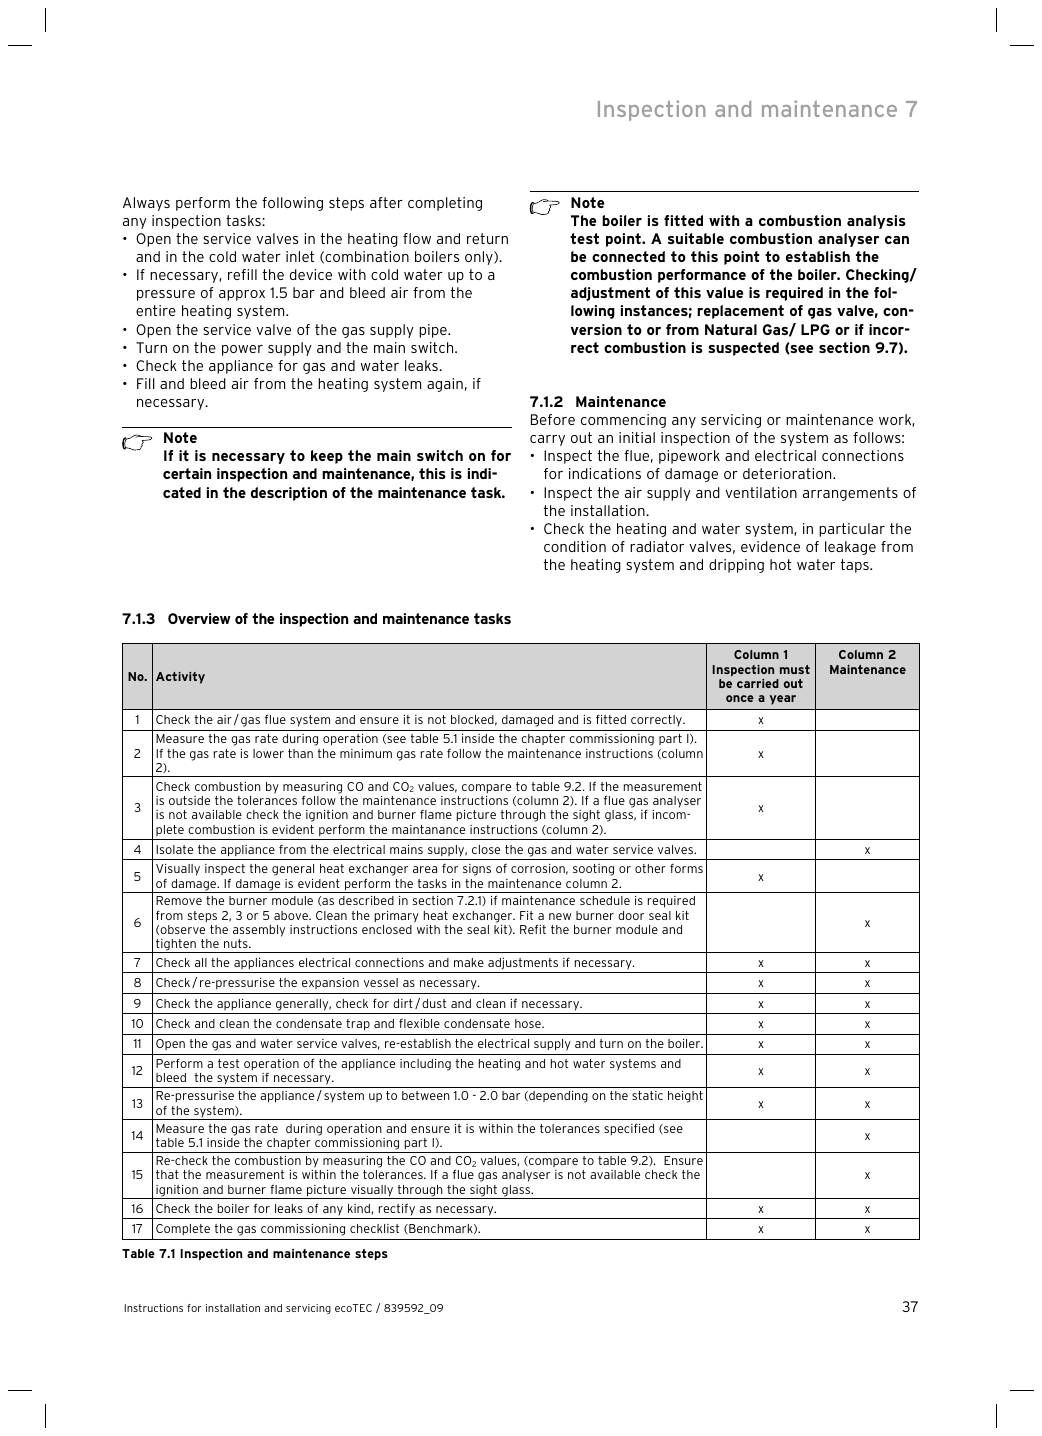 Inspection and maintenance 7
Always perform the following steps after completing
any inspection tasks:
• Open the service valves in the heating flow and return
and in the cold water inlet (combination boilers only).
• If necessary, refill the device with cold water up to a
pressure of approx 1.5 bar and bleed air from the
entire heating system.
• Open the service valve of the gas supply pipe.
• Turn on the power supply and the main switch.
• Check the appliance for gas and water leaks.
• Fill and bleed air from the heating system again, if
necessary.
Note
If it is necessary to keep the main switch on for
certain inspection and maintenance, this is indi-
cated in the description of the maintenance task.
Note
The boiler is fitted with a combustion analysis
test point. A suitable combustion analyser can
be connected to this point to establish the
combustion performance of the boiler. Checking/
adjustment of this value is required in the fol-
lowing instances; replacement of gas valve, con-
version to or from Natural Gas/ LPG or if incor-
rect combustion is suspected (see section 9.7).
7.1.2 Maintenance
Before commencing any servicing or maintenance work,
carry out an initial inspection of the system as follows:
• Inspect the flue, pipework and electrical connections
for indications of damage or deterioration.
• Inspect the air supply and ventilation arrangements of
the installation.
• Check the heating and water system, in particular the
condition of radiator valves, evidence of leakage from
the heating system and dripping hot water taps.
7.1.3 Overview of the inspection and maintenance tasks
No. Activity
Column 1
Inspection must
be carried out
once a year
Column 2
Maintenance
1 Check the air/gas flue system and ensure it is not blocked, damaged and is fitted correctly. x
2 Measure the gas rate during operation (see table 5.1 inside the chapter commissioning part I).
If the gas rate is lower than the minimum gas rate follow the maintenance instructions (column
2). x
3 Check combustion by measuring CO and CO₂ values, compare to table 9.2. If the measurement
is outside the tolerances follow the maintenance instructions (column 2). If a flue gas analyser
is not available check the ignition and burner flame picture through the sight glass, if incom-
plete combustion is evident perform the maintanance instructions (column 2). x
4 Isolate the appliance from the electrical mains supply, close the gas and water service valves. x
5 Visually inspect the general heat exchanger area for signs of corrosion, sooting or other forms
of damage. If damage is evident perform the tasks in the maintenance column 2. x
6 Remove the burner module (as described in section 7.2.1) if maintenance schedule is required
from steps 2, 3 or 5 above. Clean the primary heat exchanger. Fit a new burner door seal kit
(observe the assembly instructions enclosed with the seal kit). Refit the burner module and
tighten the nuts. x
7 Check all the appliances electrical connections and make adjustments if necessary. x x
8 Check/re-pressurise the expansion vessel as necessary. x x
9 Check the appliance generally, check for dirt/dust and clean if necessary. x x
10 Check and clean the condensate trap and flexible condensate hose. x x
11 Open the gas and water service valves, re-establish the electrical supply and turn on the boiler. x x
12 Perform a test operation of the appliance including the heating and hot water systems and
bleed the system if necessary. x x
13 Re-pressurise the appliance/system up to between 1.0 - 2.0 bar (depending on the static height
of the system). x x
14 Measure the gas rate during operation and ensure it is within the tolerances specified (see
table 5.1 inside the chapter commissioning part I). x
15 Re-check the combustion by measuring the CO and CO₂ values, (compare to table 9.2). Ensure
that the measurement is within the tolerances. If a flue gas analyser is not available check the
ignition and burner flame picture visually through the sight glass. x
16 Check the boiler for leaks of any kind, rectify as necessary. x x
17 Complete the gas commissioning checklist (Benchmark). x x
Table 7.1 Inspection and maintenance steps
Instructions for installation and servicing ecoTEC / 839592_09
37